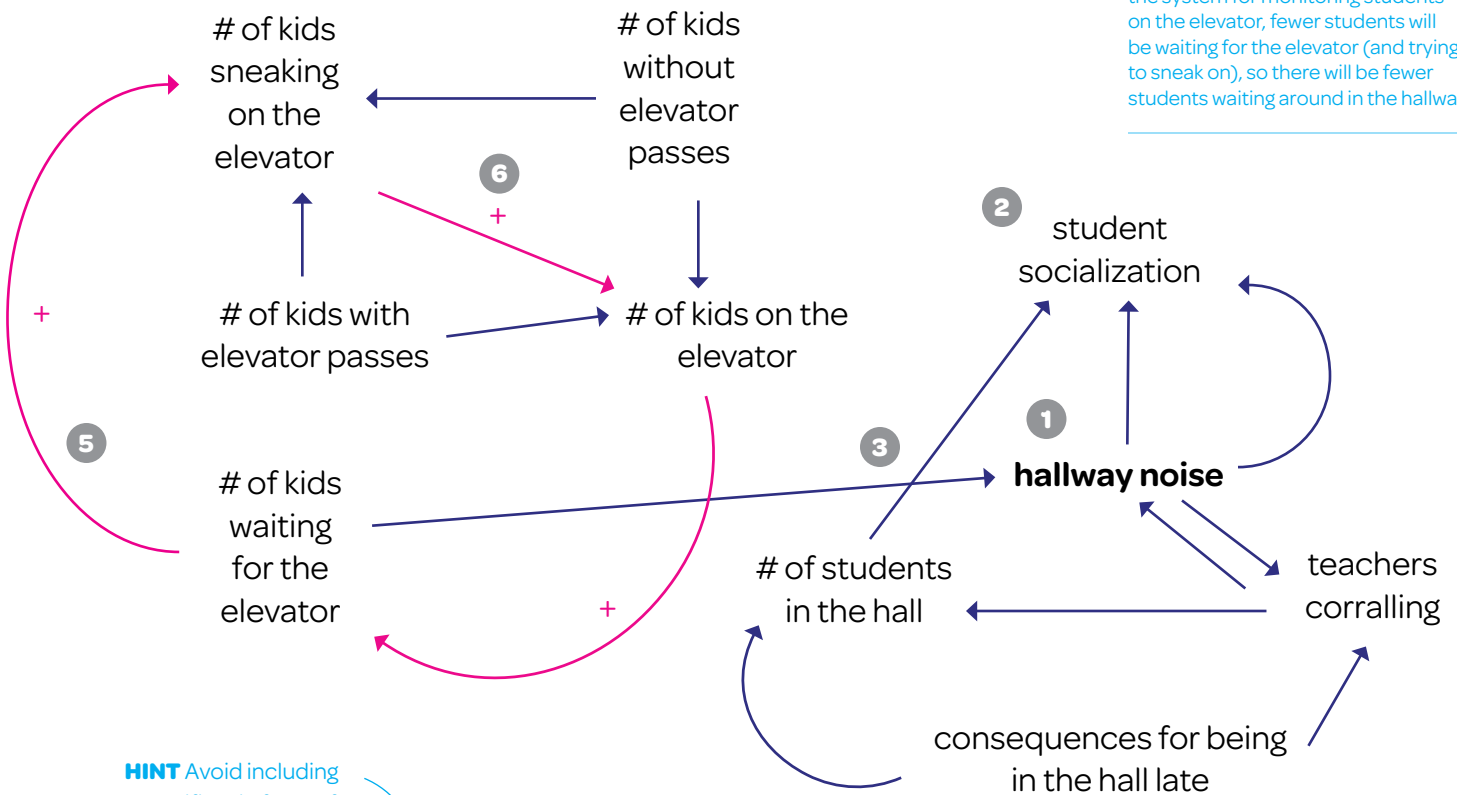 # of kids
sneaking
on the
elevator
# of kids
without
elevator
passes
the system for monitoring students
on the elevator, fewer students will
be waiting for the elevator (and trying
to sneak on), so there will be fewer
students waiting around in the
6
+
2
student
socialization
+
# of kids with
elevator passes
# of kids on the
elevator
1
5
3
hallway noise
# of kids
waiting
for the
elevator
+
# of students
in the hall
teachers
corralling
consequences for being
in the hall late
HINT Avoid including